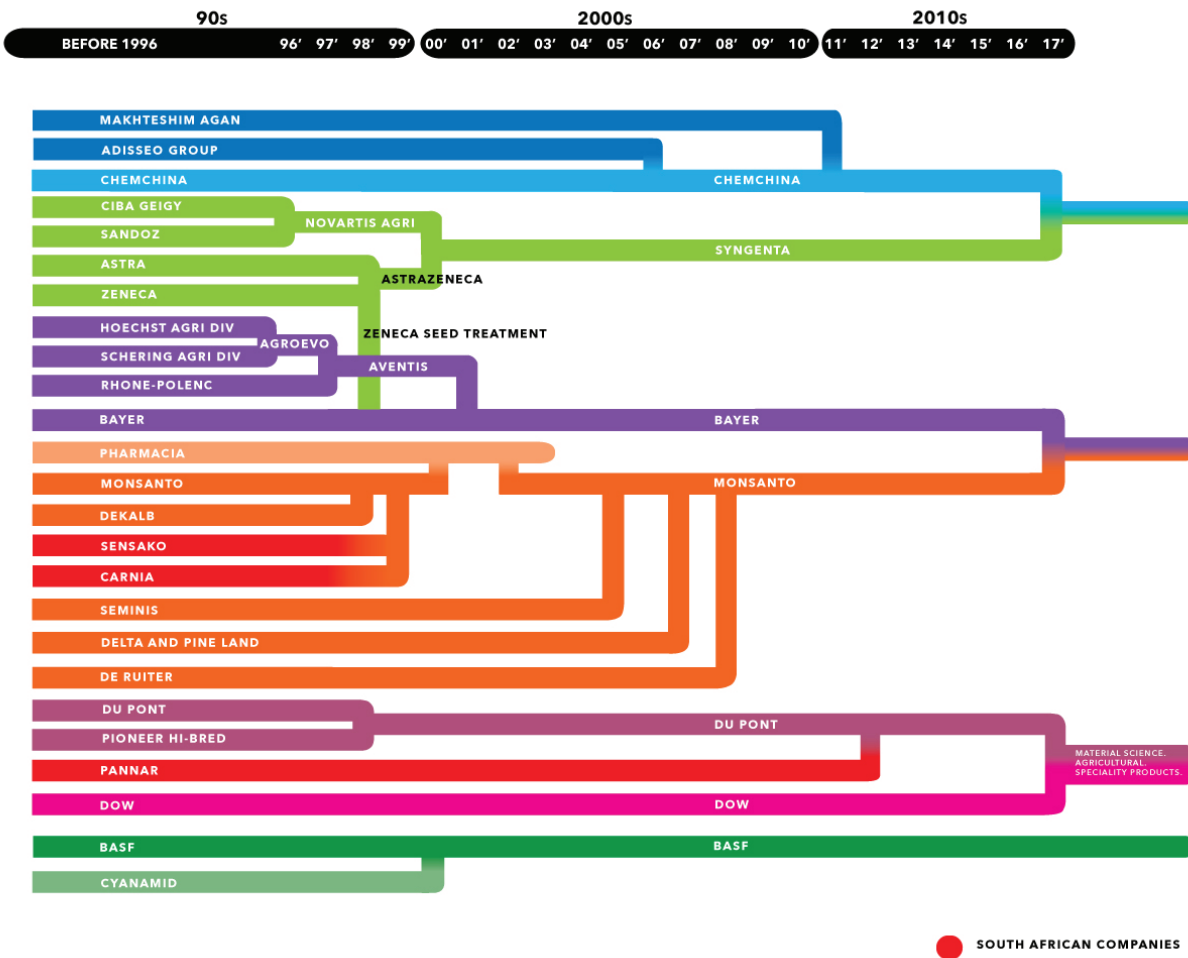 90s 2000s 2010s
BEFORE 1996 96’ 97’ 98’ 99’ 00’ 01’ 02’ 03’ 04’ 05’ 06’ 07’ 08’ 09’ 10’ 11’ 12’ 13’ 14’ 15’ 16’ 17’
MAKHTESHIM AGAN
ADISSEO GROUP
CHEMCHINA CHEMCHINA
CIBA GEIGY
NOVARTIS AGRI
SANDOZ
SYNGENTA
ASTRA
ASTRAZENECA
ZENECA
HOECHST AGRI DIV
ZENECA SEED TREATMENT
AGROEVO
SCHERING AGRI DIV
AVENTIS
RHONE-POLENC
BAYER BAYER
PHARMACIA
MONSANTO MONSANTO
DEKALB
SENSAKO
CARNIA
SEMINIS
DELTA AND PINE LAND
DE RUITER
DU PONT
DU PONT
PIONEER HI-BRED
MATERIAL SCIENCE.
AGRICULTURAL.
SPECIALITY PRODUCTS.
PANNAR
DOW DOW
BASF BASF
CYANAMID
SOUTH AFRICAN COMPANIES